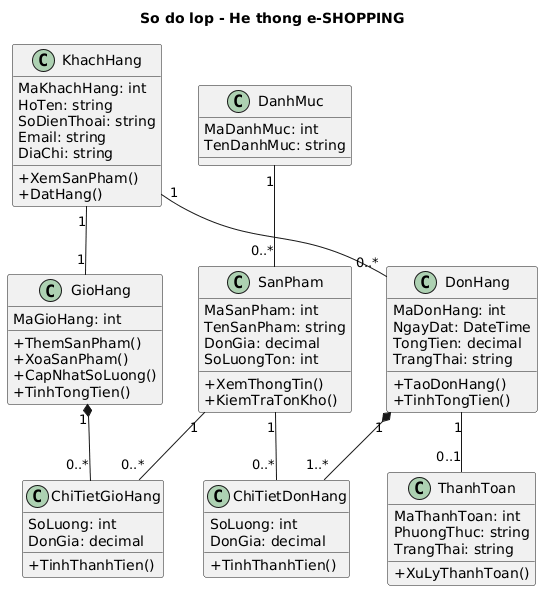 So do lop - He thong e-SHOPPING
C KhachHang
MaKhachHang: int
HoTen: string
SoDienThoai: string
Email: string
DiaChi: string
+XemSanPham()
+DatHang()
C DanhMuc
MaDanhMuc: int
TenDanhMuc: string
1
1
1
1
0..*
0..*
C GioHang
MaGioHang: int
+ThemSanPham()
+XoaSanPham()
+CapNhatSoLuong()
+TinhTongTien()
C SanPham
MaSanPham: int
TenSanPham: string
DonGia: decimal
SoLuongTon: int
+XemThongTin()
+KiemTraTonKho()
C DonHang
MaDonHang: int
NgayDat: DateTime
TongTien: decimal
TrangThai: string
+TaoDonHang()
+TinhTongTien()
1
1
1
1
1
0..*
0..*
0..*
1..*
0..1
C ChiTietGioHang
SoLuong: int
DonGia: decimal
+TinhThanhTien()
C ChiTietDonHang
SoLuong: int
DonGia: decimal
+TinhThanhTien()
C ThanhToan
MaThanhToan: int
PhuongThuc: string
TrangThai: string
+XuLyThanhToan()